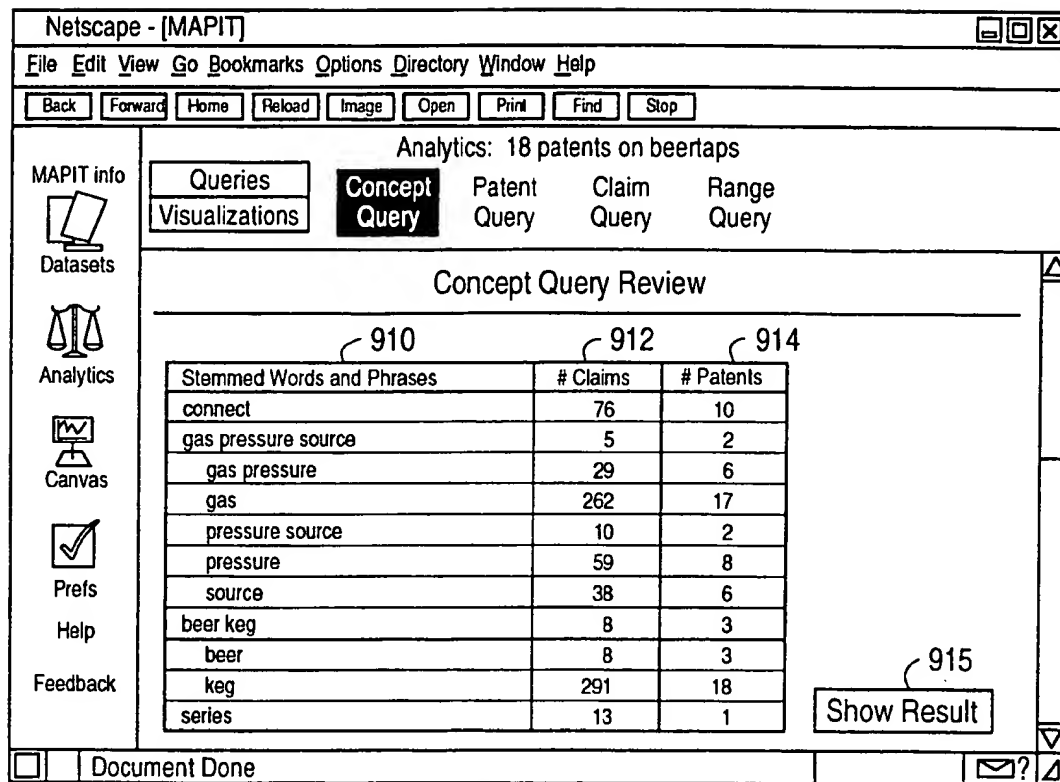 Netscape - [MAPIT]
File Edit View Go Bookmarks Options Directory Window Help
Back Forward Home Reload Image Open Print Find Stop
Analytics: 18 patents on beertaps
MAPIT info
Queries
Visualizations
Concept Query
Patent Query
Claim Query
Range Query
Datasets
Analytics
Canvas
Prefs
Help
Feedback
Concept Query Review
910 912 914
Stemmed Words and Phrases # Claims # Patents
connect 76 10
gas pressure source 5 2
gas pressure 29 6
gas 262 17
pressure source 10 2
pressure 59 8
source 38 6
beer keg 8 3
beer 8 3
keg 291 18
series 13 1
915
Show Result
Document Done
?